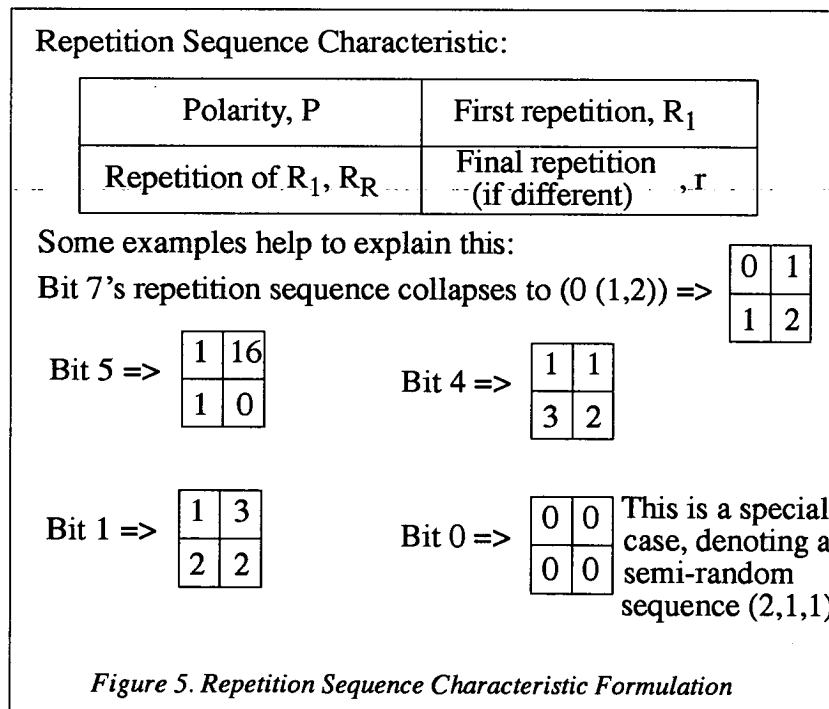 Repetition Sequence Characteristic:
Polarity, P
First repetition, R1
Repetition of R1, RR
Final repetition
(if different) , r
Some examples help to explain this:
Bit 7's repetition sequence collapses to (0 (1,2)) =>
0 1
1 2
Bit 5 =>
1 16
1 0
Bit 4 =>
1 1
3 2
Bit 1 =>
1 3
2 2
Bit 0 =>
0 0
0 0
This is a special
case, denoting a
semi-random
sequence (2,1,1)
Figure 5. Repetition Sequence Characteristic Formulation